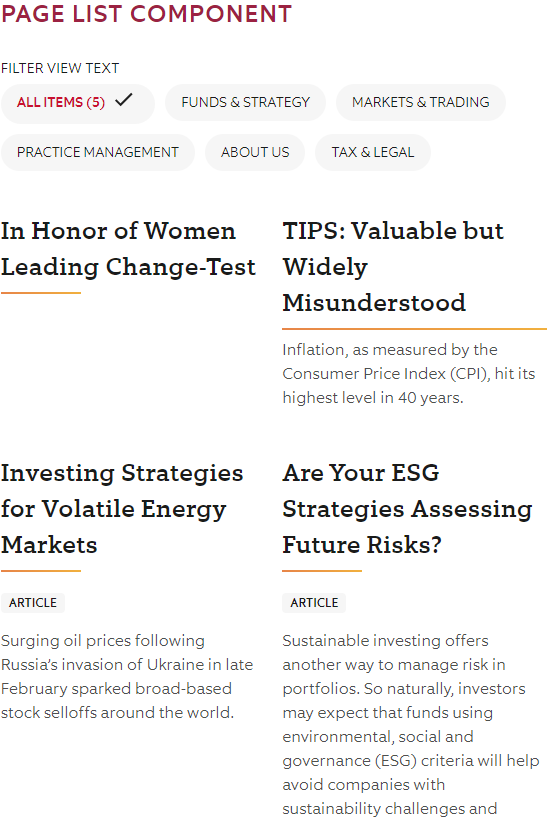 PAGE LIST COMPONENT
FILTER VIEW TEXT
ALL ITEMS (5)
FUNDS & STRATEGY
MARKETS & TRADING
PRACTICE MANAGEMENT
ABOUT US
TAX & LEGAL
In Honor of Women
Leading Change-Test
TIPS: Valuable but
Widely
Misunderstood
Inflation, as measured by the
Consumer Price Index (CPI), hit its
highest level in 40 years.
Investing Strategies
for Volatile Energy
Markets
ARTICLE
Surging oil prices following
Russia’s invasion of Ukraine in late
February sparked broad-based
stock selloffs around the world.
Are Your ESG
Strategies Assessing
Future Risks?
ARTICLE
Sustainable investing offers
another way to manage risk in
portfolios. So naturally, investors
may expect that funds using
environmental, social and
governance (ESG) criteria will help
avoid companies with
sustainability challenges and